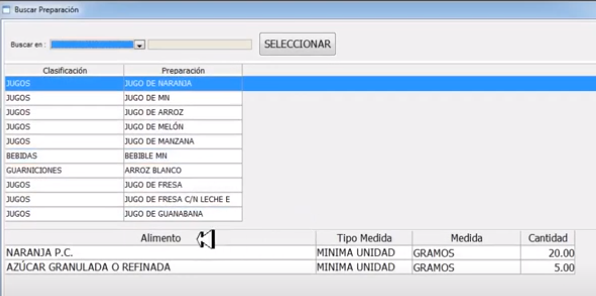 Buscar Preparación
Buscar en :
SELECCIONAR
Clasificación Preparación
JUGOS JUGO DE NARANJA
JUGOS JUGO DE MN
JUGOS JUGO DE ARROZ
JUGOS JUGO DE MELÓN
JUGOS JUGO DE MANZANA
BEBIDAS BEBIBLE MN
GUARNICIONES ARROZ BLANCO
JUGOS JUGO DE FRESA
JUGOS JUGO DE FRESA C/N LECHE E
JUGOS JUGO DE GUANABANA
Alimento Tipo Medida Medida Cantidad
NARANJA P.C. MINIMA UNIDAD GRAMOS 20.00
AZÚCAR GRANULADA O REFINADA MINIMA UNIDAD GRAMOS 5.00